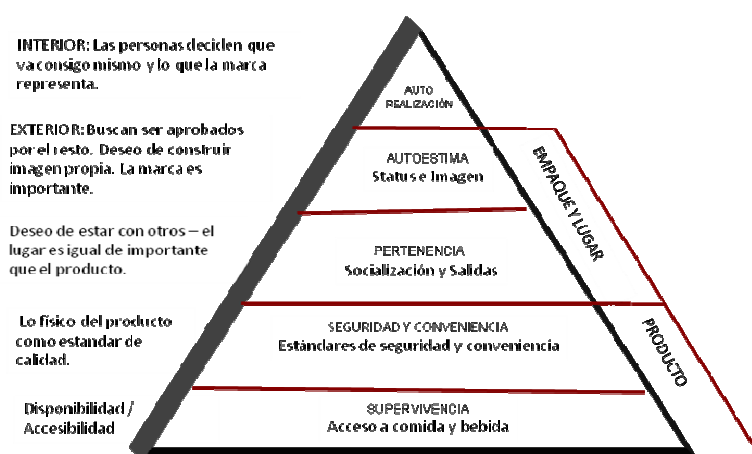 INTERIOR: Las personas deciden que
va consigo mismo y lo que la marca
representa.
AUTO
REALIZACIÓN
EXTERIOR: Buscan ser aprobados
por el resto. Deseo de construir
imagen propia. La marca es
importante.
AUTOESTIMA
Status e Imagen
EMPAQUE Y LUGAR
Deseo de estar con otros – el
lugar es igual de importante
que el producto.
PERTENENCIA
Socialización y Salidas
Lo físico del producto
como estandar de
calidad.
SEGURIDAD Y CONVENIENCIA
Estándares de seguridad y conveniencia
PRODUCTO
Disponibilidad /
Accesibilidad
SUPERVIVENCIA
Acceso a comida y bebida